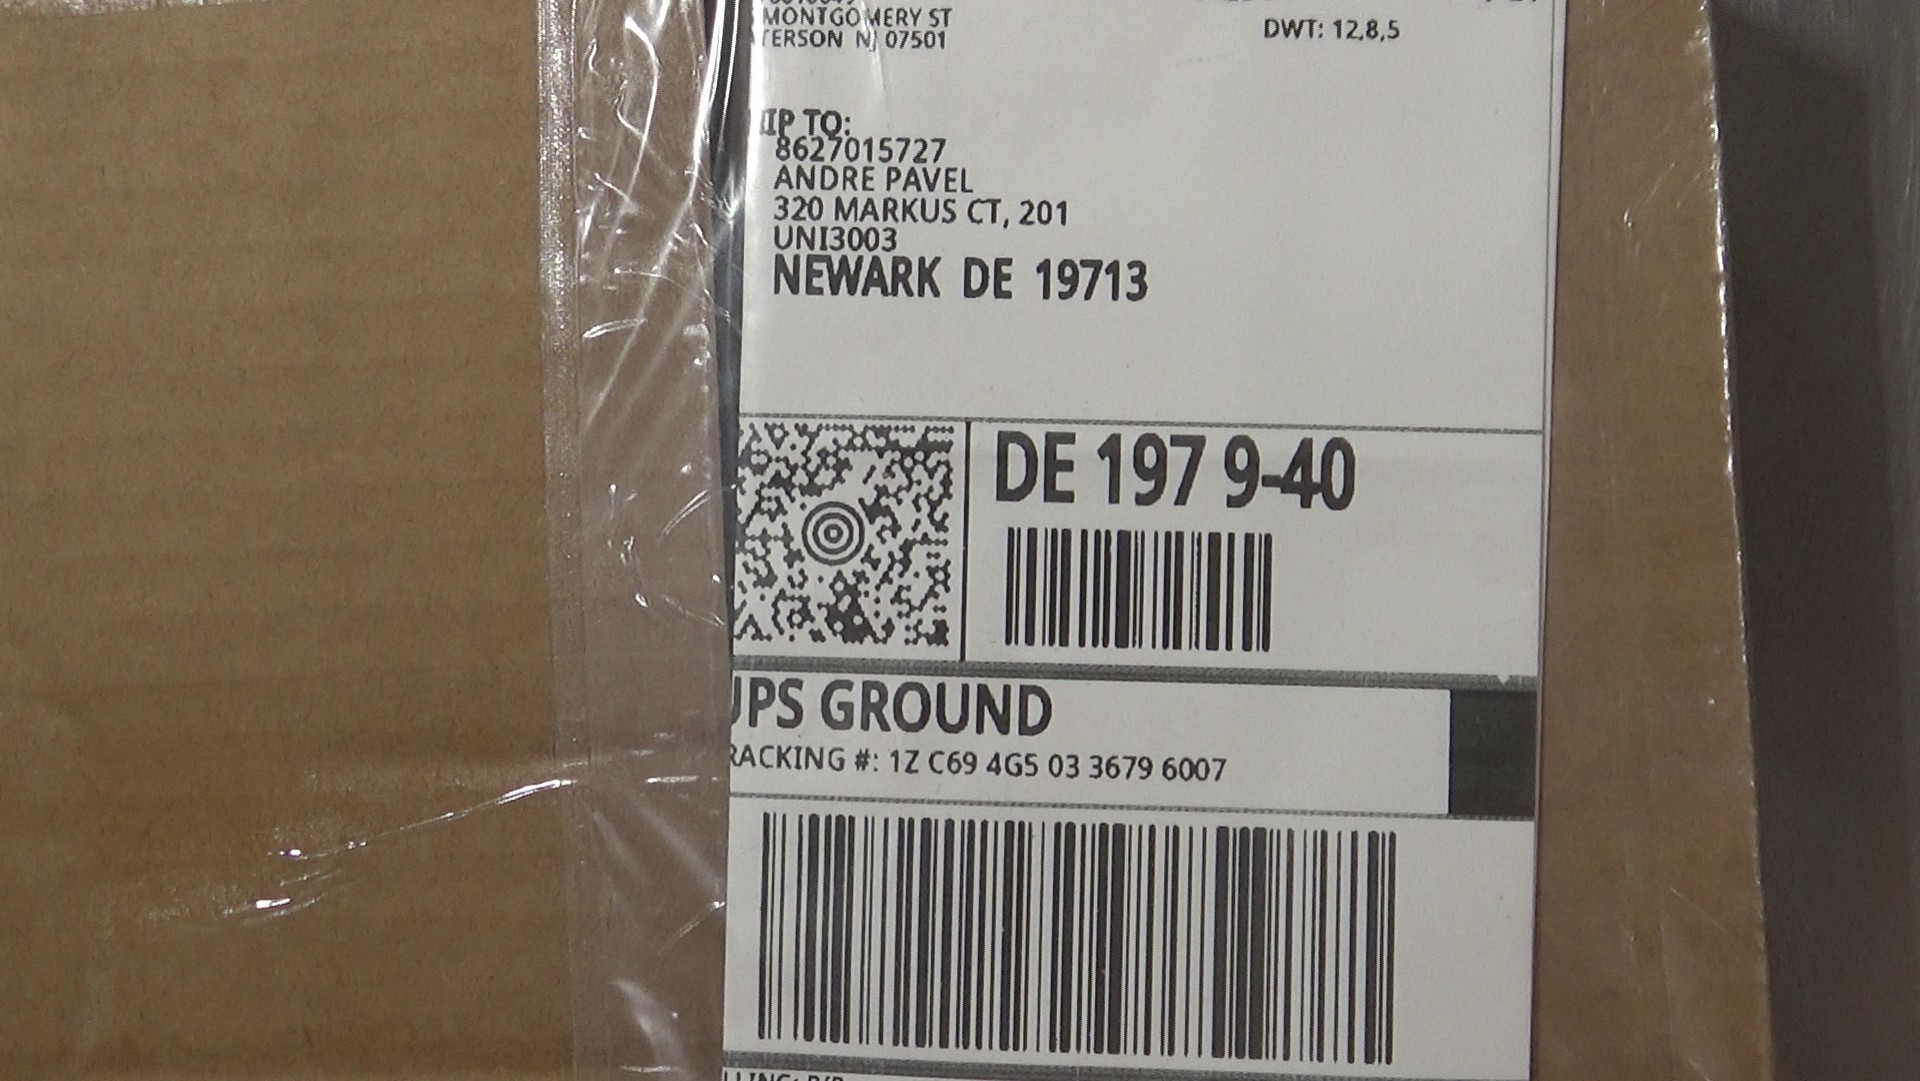 MONTGOMERY ST
TERSON NJ 07501
DWT: 12,8,5
IIP TO:
8627015727
ANDRE PAVEL
320 MARKUS CT, 201
UNI3003
NEWARK DE 19713
DE 197 9-40
UPS GROUND
RACKING #: 1Z C69 4G5 03 3679 6007